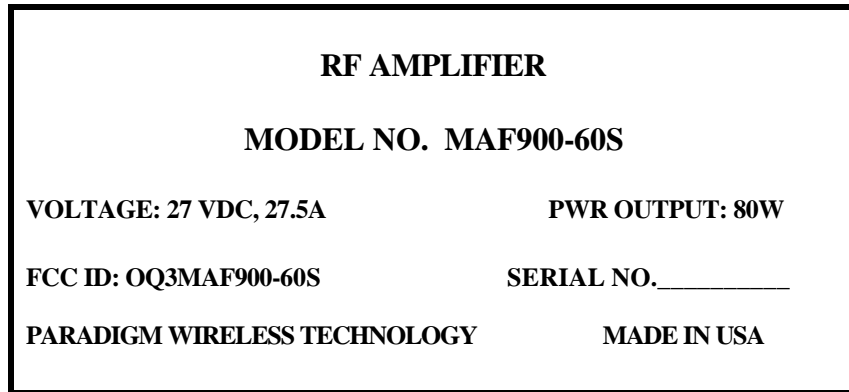 RF AMPLIFIER
MODEL NO. MAF900-60S
VOLTAGE: 27 VDC, 27.5A PWR OUTPUT: 80W
FCC ID: OQ3MAF900-60S SERIAL NO.__________
PARADIGM WIRELESS TECHNOLOGY MADE IN USA